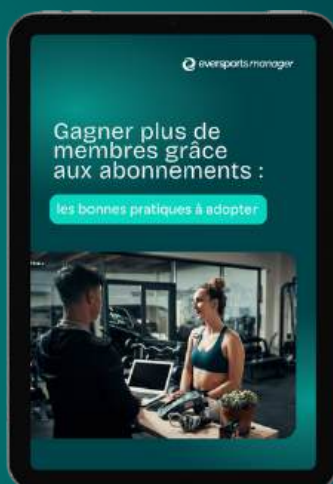 eversports manager
Gagner plus de
membres grâce
aux abonnements :
les bonnes pratiques à adopter